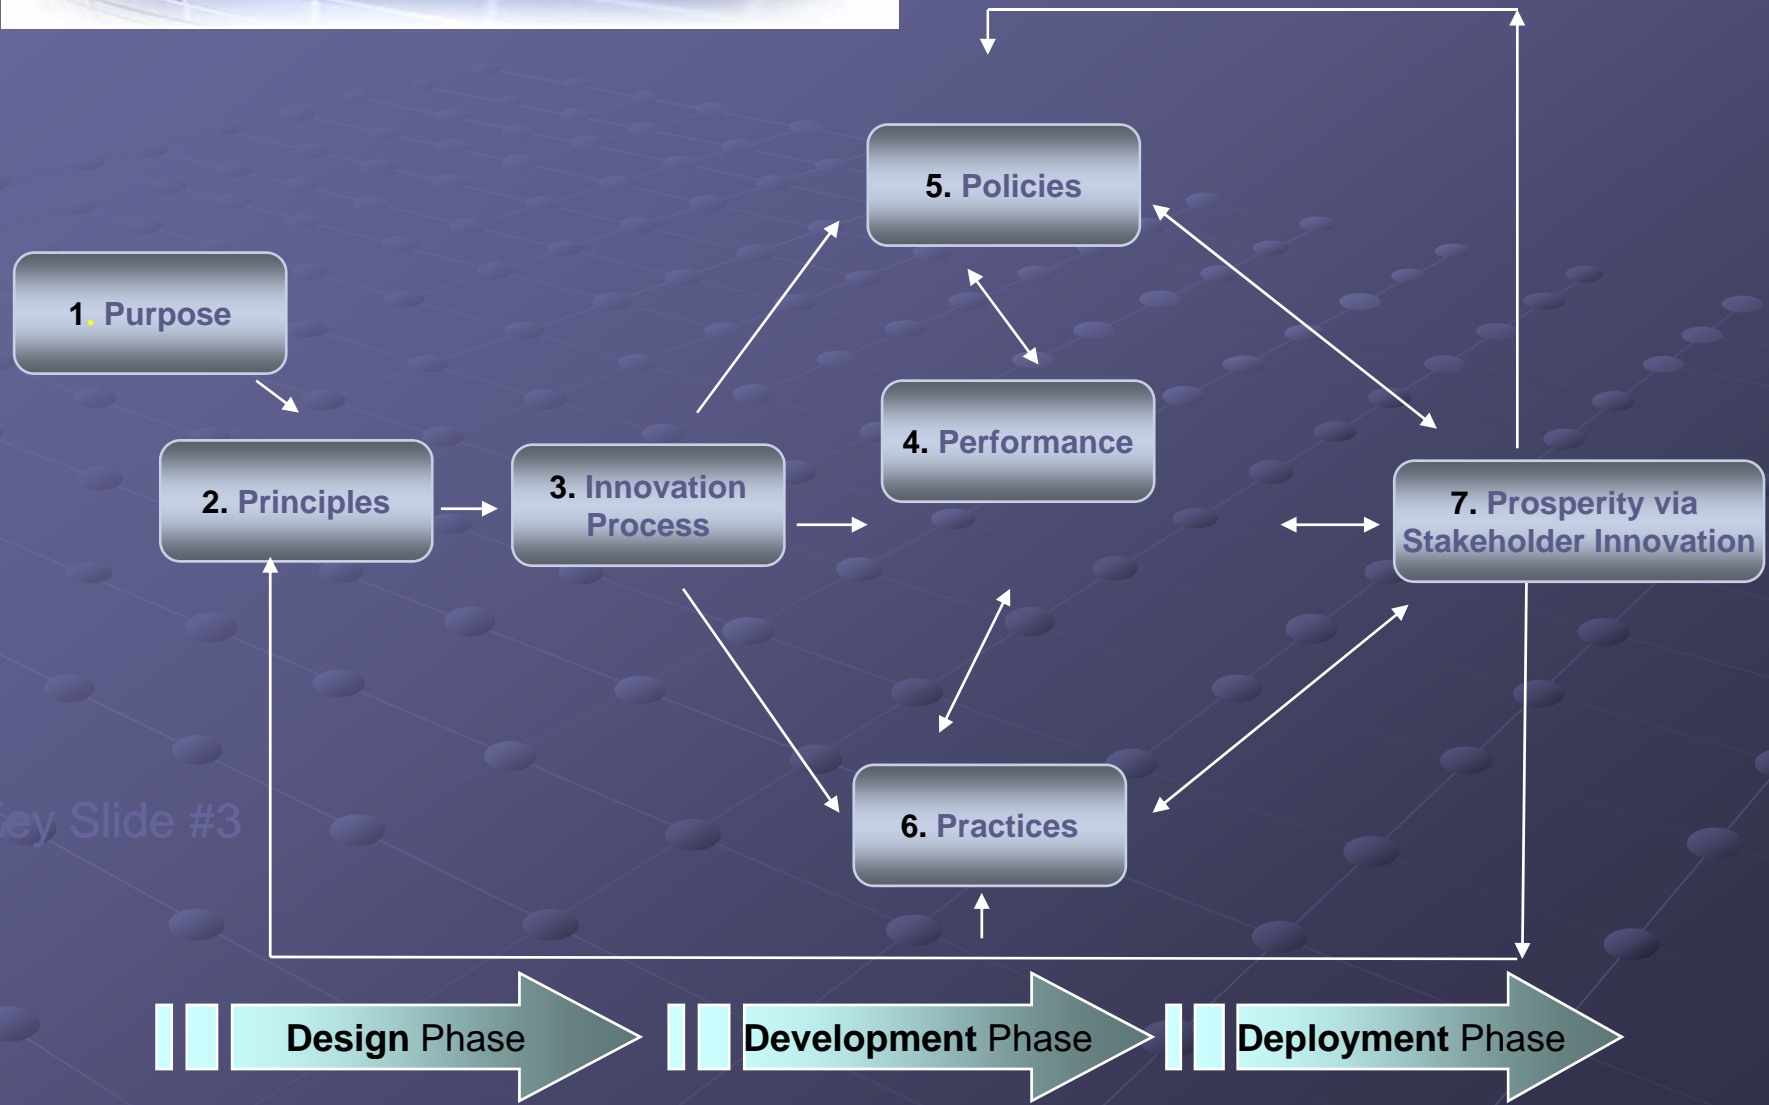 5. Policies
1. Purpose
4. Performance
2. Principles
3. Innovation
Process
7. Prosperity via
Stakeholder Innovation
6. Practices
Slide #3
Design Phase
Development Phase
Deployment Phase